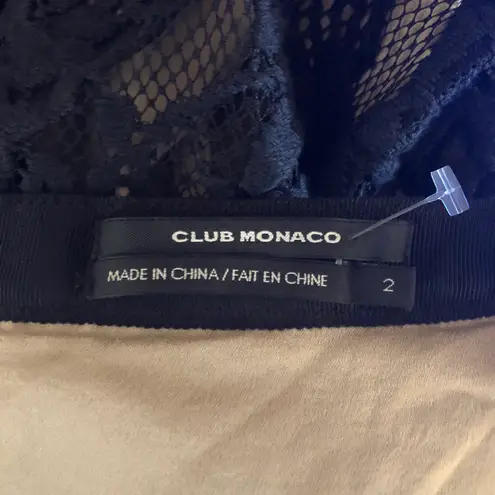 CLUB MONACO
MADE IN CHINA / FAIT EN CHINE 2